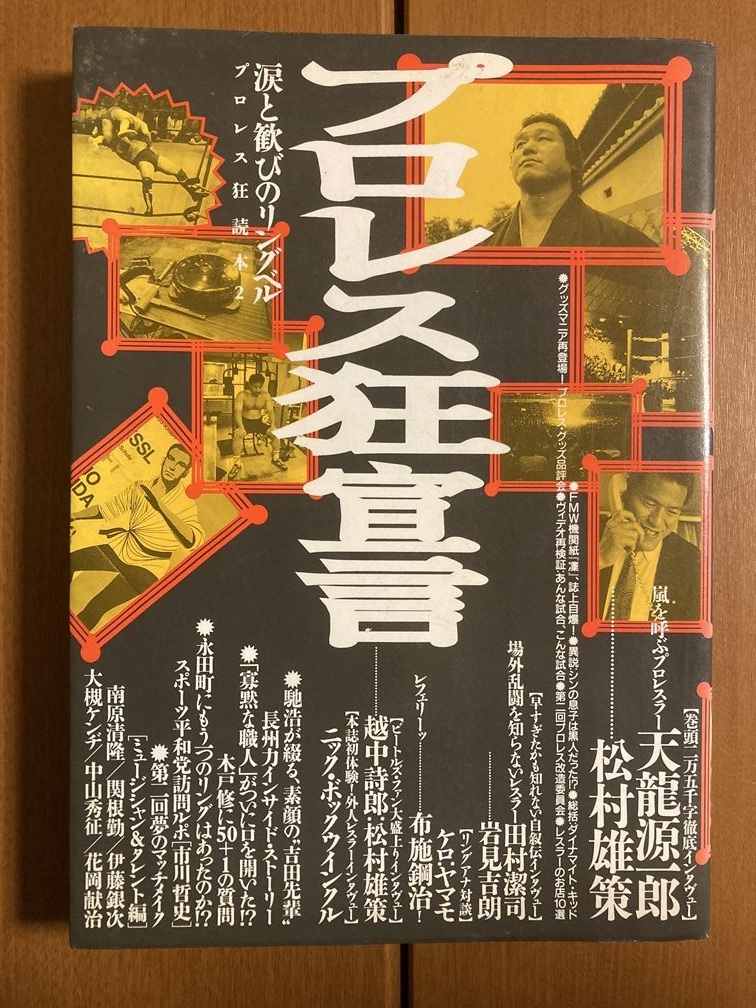 プロレス狂宣言
涙と歓びのリングベル
プロレス狂読本2
✹グッズマニア再登場!プロレス・グッズ品評会✹ヴィデオ再検証:あんな試合、こんな試合✹第二回プロレス改造委員会✹レスラーのお店10選
✹FMW機関紙『凜』、誌上自爆!✹異説:シンの息子は黒人だった!?✹総括:ダイナマイト・キッド
[巻頭二万五千字徹底インタヴュー]
嵐を呼ぶプロレスラー
天龍源一郎
松村雄策
[早すぎたかも知れない自叙伝インタヴュー]
場外乱闘を知らないレスラー田村潔司
岩見吉朗
[リングアナ対談]
ケロ・ヤマモ
レフェリーッ布施鋼治!
[ビートルズ・ファン大盛上りインタヴュー]
越中詩郎・松村雄策
[本誌初体験!外人レスラーインタヴュー]
ニック・ボックウインクル
✹馳浩が綴る、素顔の"吉田先輩"
長州力インサイド・ストーリー
✹「寡黙な職人」がついに口を開いた!?
木戸修に50+1の質問
✹永田町にもう一つのリングはあったのか!?
スポーツ平和党訪問ルポ[市川哲史]
✹第二回夢のマッチメイク
[ミュージシャン&タレント編]
南原清隆/関根勤/伊藤銀次
大槻ケンヂ/中山秀征/花岡献治
SSL